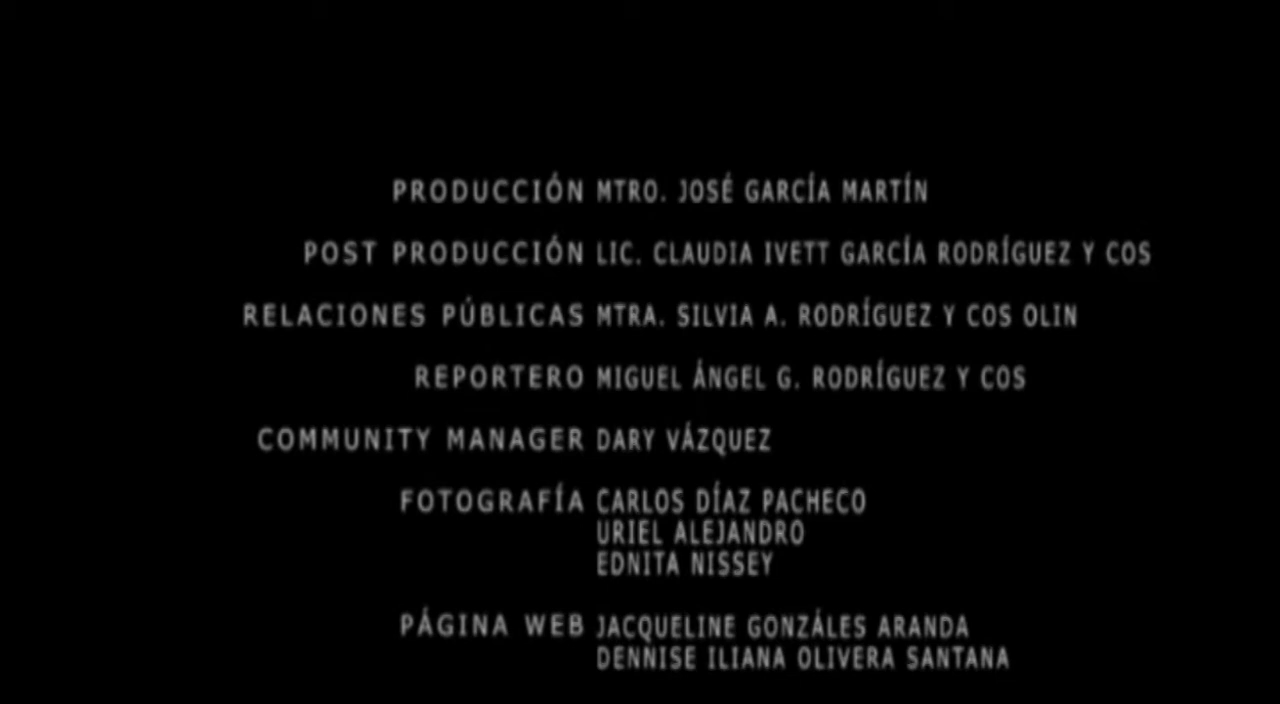 PRODUCCIÓN MTRO. JOSÉ GARCÍA MARTÍN
POST PRODUCCIÓN LIC. CLAUDIA IVETT GARCÍA RODRÍGUEZ Y COS
RELACIONES PÚBLICAS MTRA. SILVIA A. RODRÍGUEZ Y COS OLIN
REPORTERO MIGUEL ÁNGEL G. RODRÍGUEZ Y COS
COMMUNITY MANAGER DARY VÁZQUEZ
FOTOGRAFÍA CARLOS DÍAZ PACHECO
URIEL ALEJANDRO
EDNITA NISSEY
PÁGINA WEB JACQUELINE GONZÁLES ARANDA
DENNISE ILIANA OLIVERA SANTANA